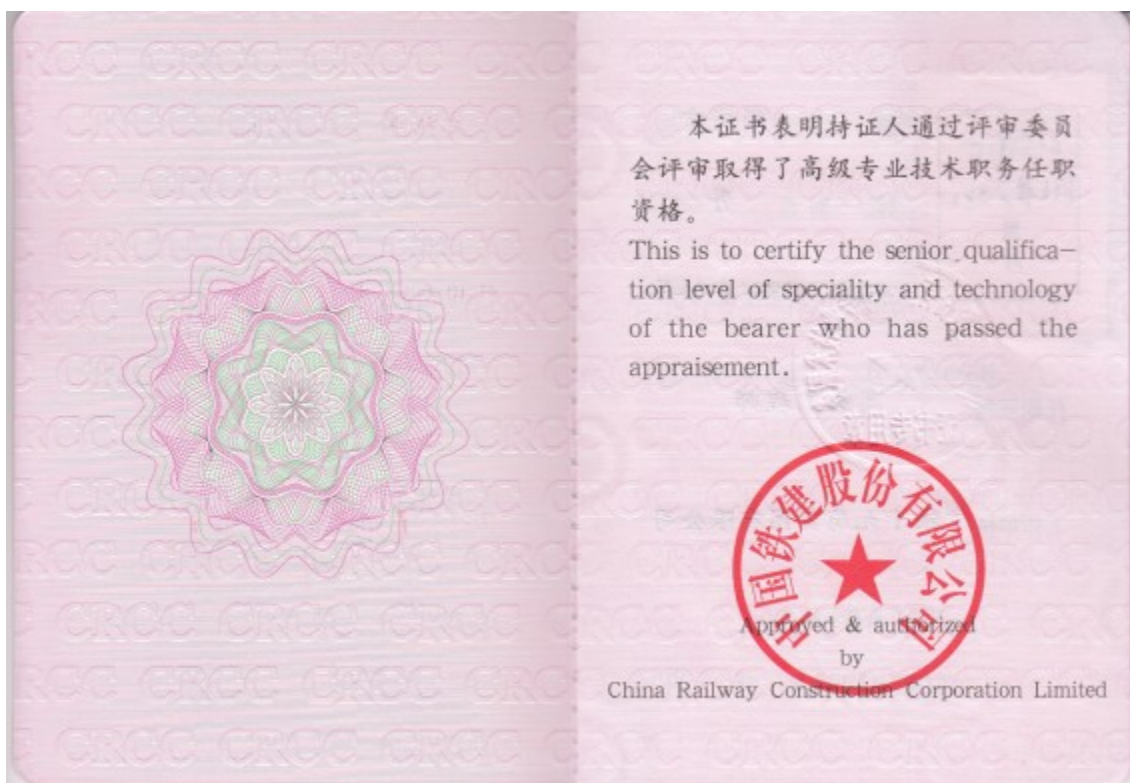 本证书表明持证人通过评审委员
会评审取得了高级专业技术职务任职
资格。
This is to certify the senior qualifica-
tion level of speciality and technology
of the bearer who has passed the
appraisement.
中国铁建股份有限公司
Approved & authorized
by
China Railway Construction Corporation Limited
CRCC